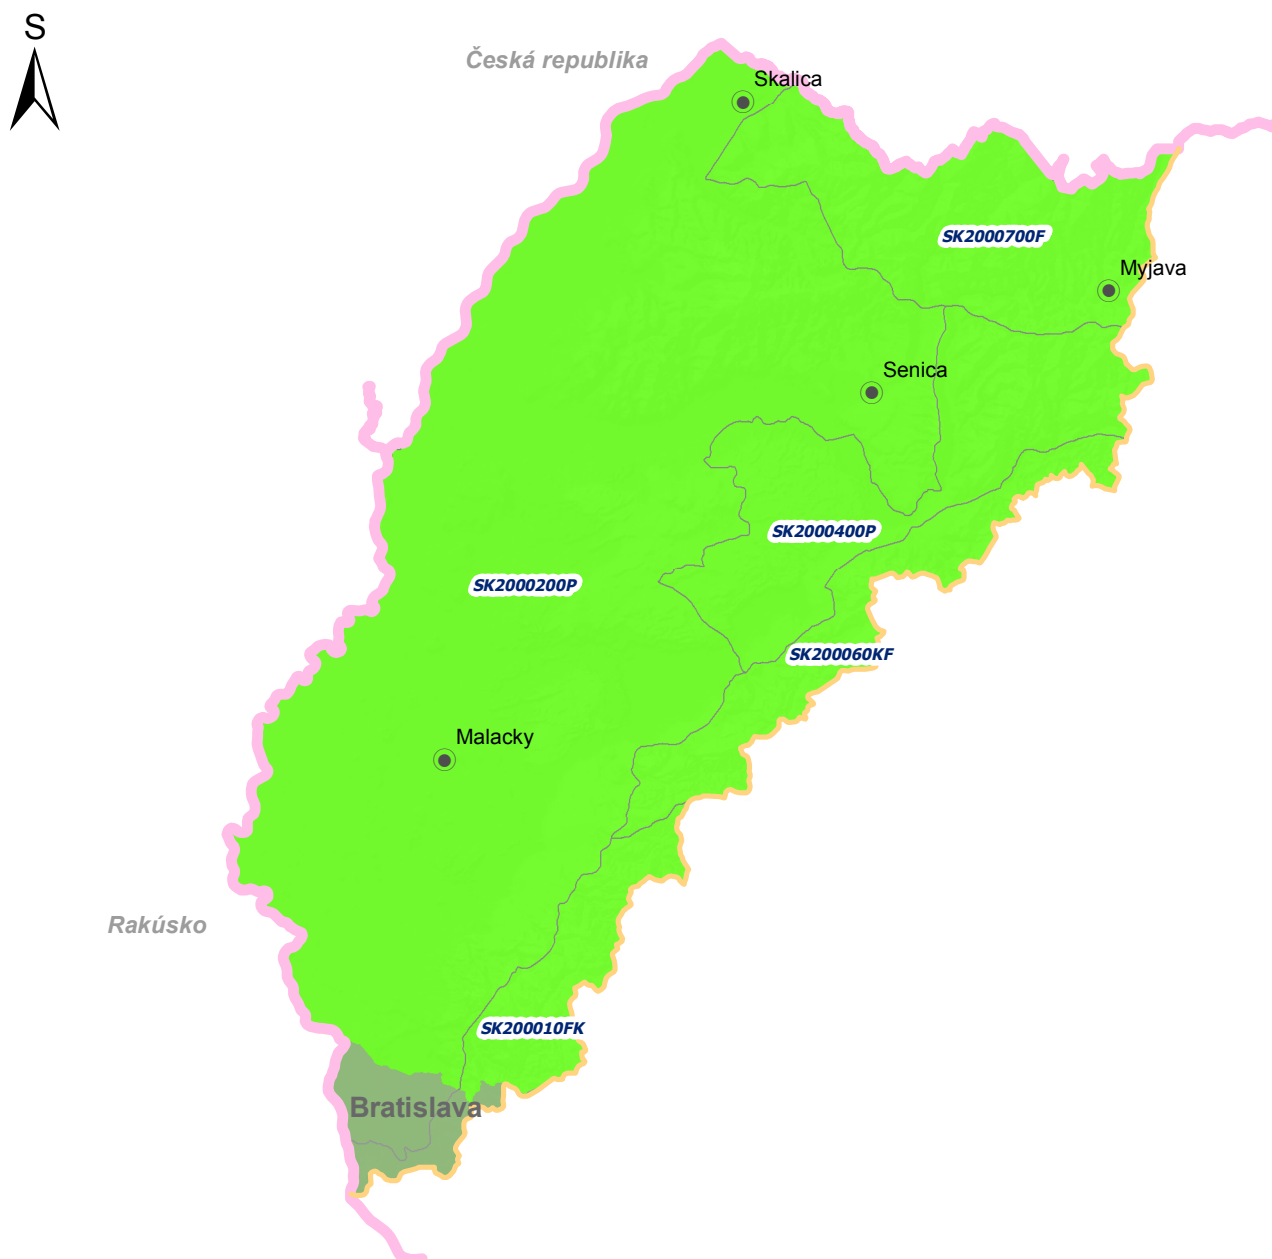 S
Česká republika
Skalica
SK2000700F
Myjava
Senica
SK2000400P
SK2000200P
SK200060KF
Malacky
Rakúsko
SK200010FK
Bratislava